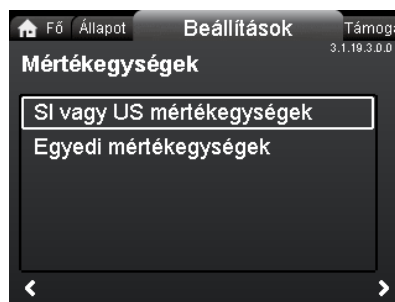 Fő Állapot Beállítások Támoga
3.1.19.3.0.0
Mértékegységek
SI vagy US mértékegységek
Egyedi mértékegységek